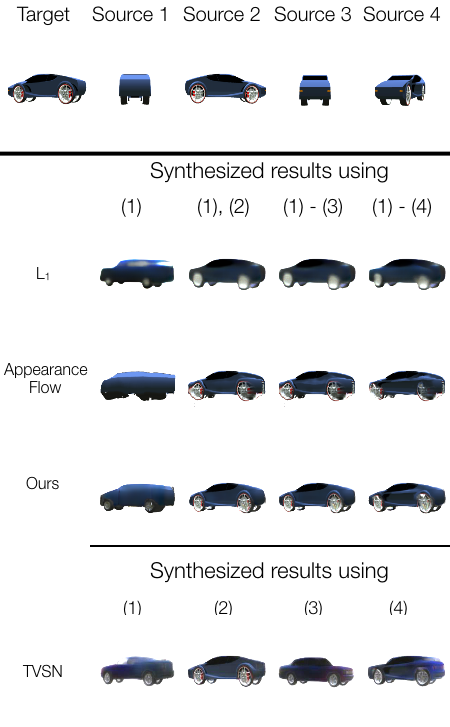 Target Source 1 Source 2 Source 3 Source 4
Synthesized results using
(1) (1), (2) (1) - (3) (1) - (4)
L₁
Appearance
Flow
Ours
Synthesized results using
(1) (2) (3) (4)
TVSN